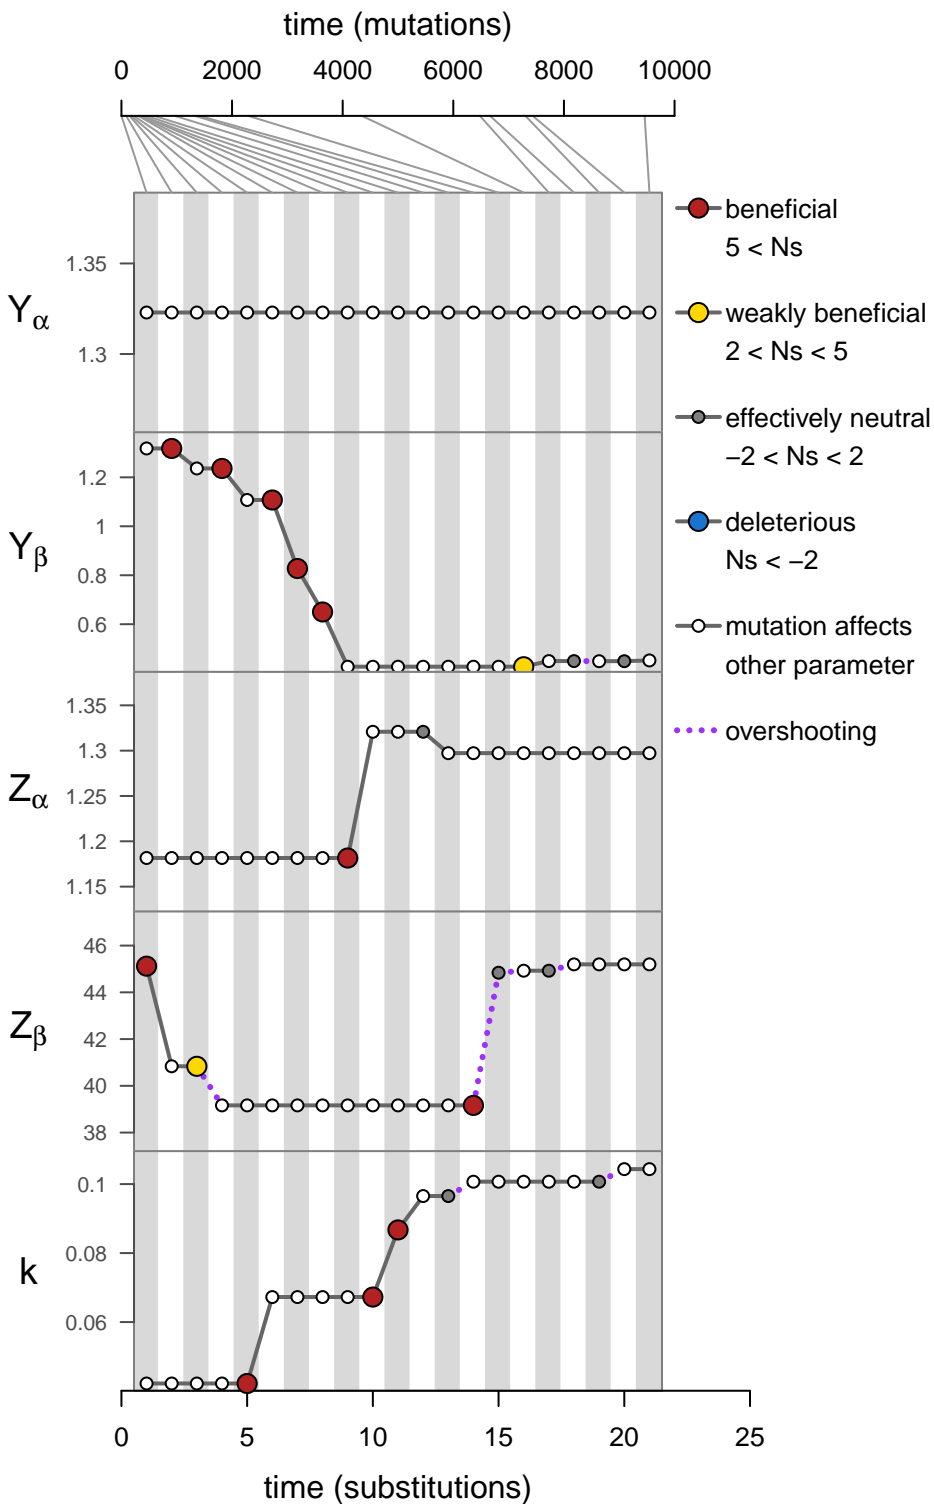 time (mutations)
0 2000 4000 6000 8000 10000
beneficial
5 < Ns
weakly beneficial
2 < Ns < 5
effectively neutral
−2 < Ns < 2
deleterious
Ns < −2
mutation affects
other parameter
overshooting
Yα
1.35
1.3
Yβ
1.2
1
0.8
0.6
Zα
1.35
1.3
1.25
1.2
1.15
Zβ
46
44
42
40
38
k
0.1
0.08
0.06
0 5 10 15 20 25
time (substitutions)